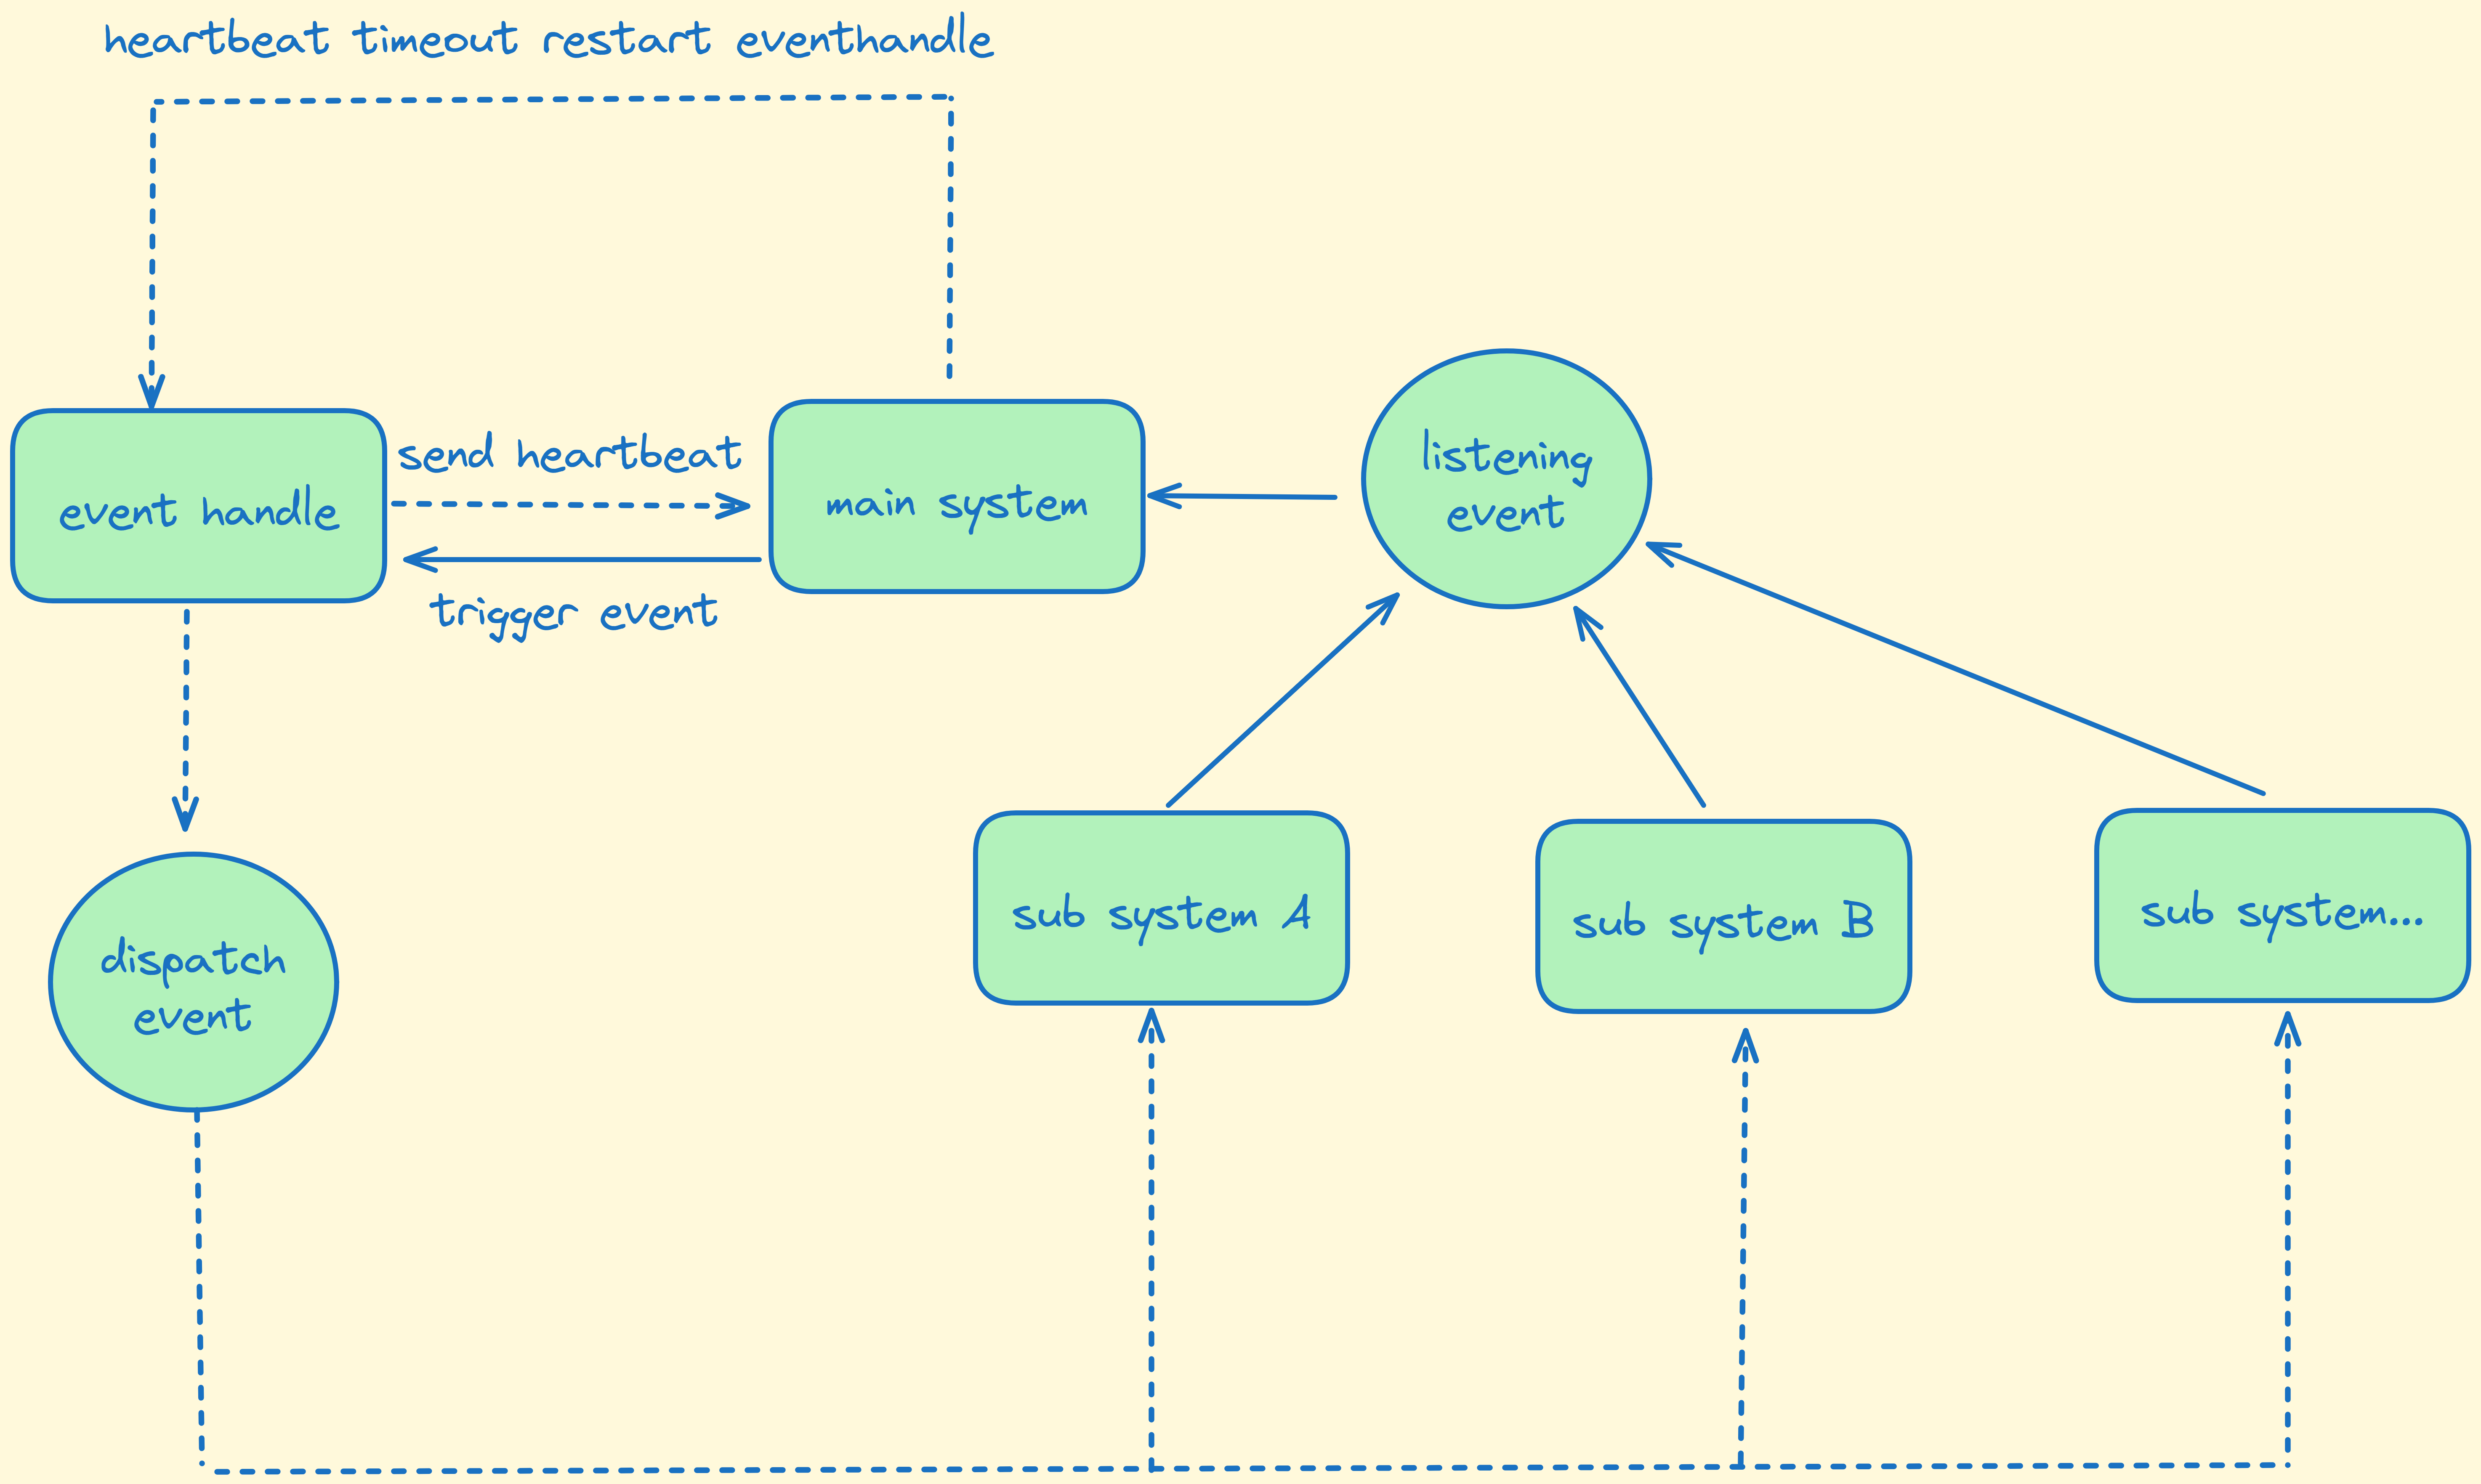 heartbeat timeout restart eventhandle
send heartbeat
event handle
main system
trigger event
listening
event
sub system A
sub system B
sub system...
dispatch
event